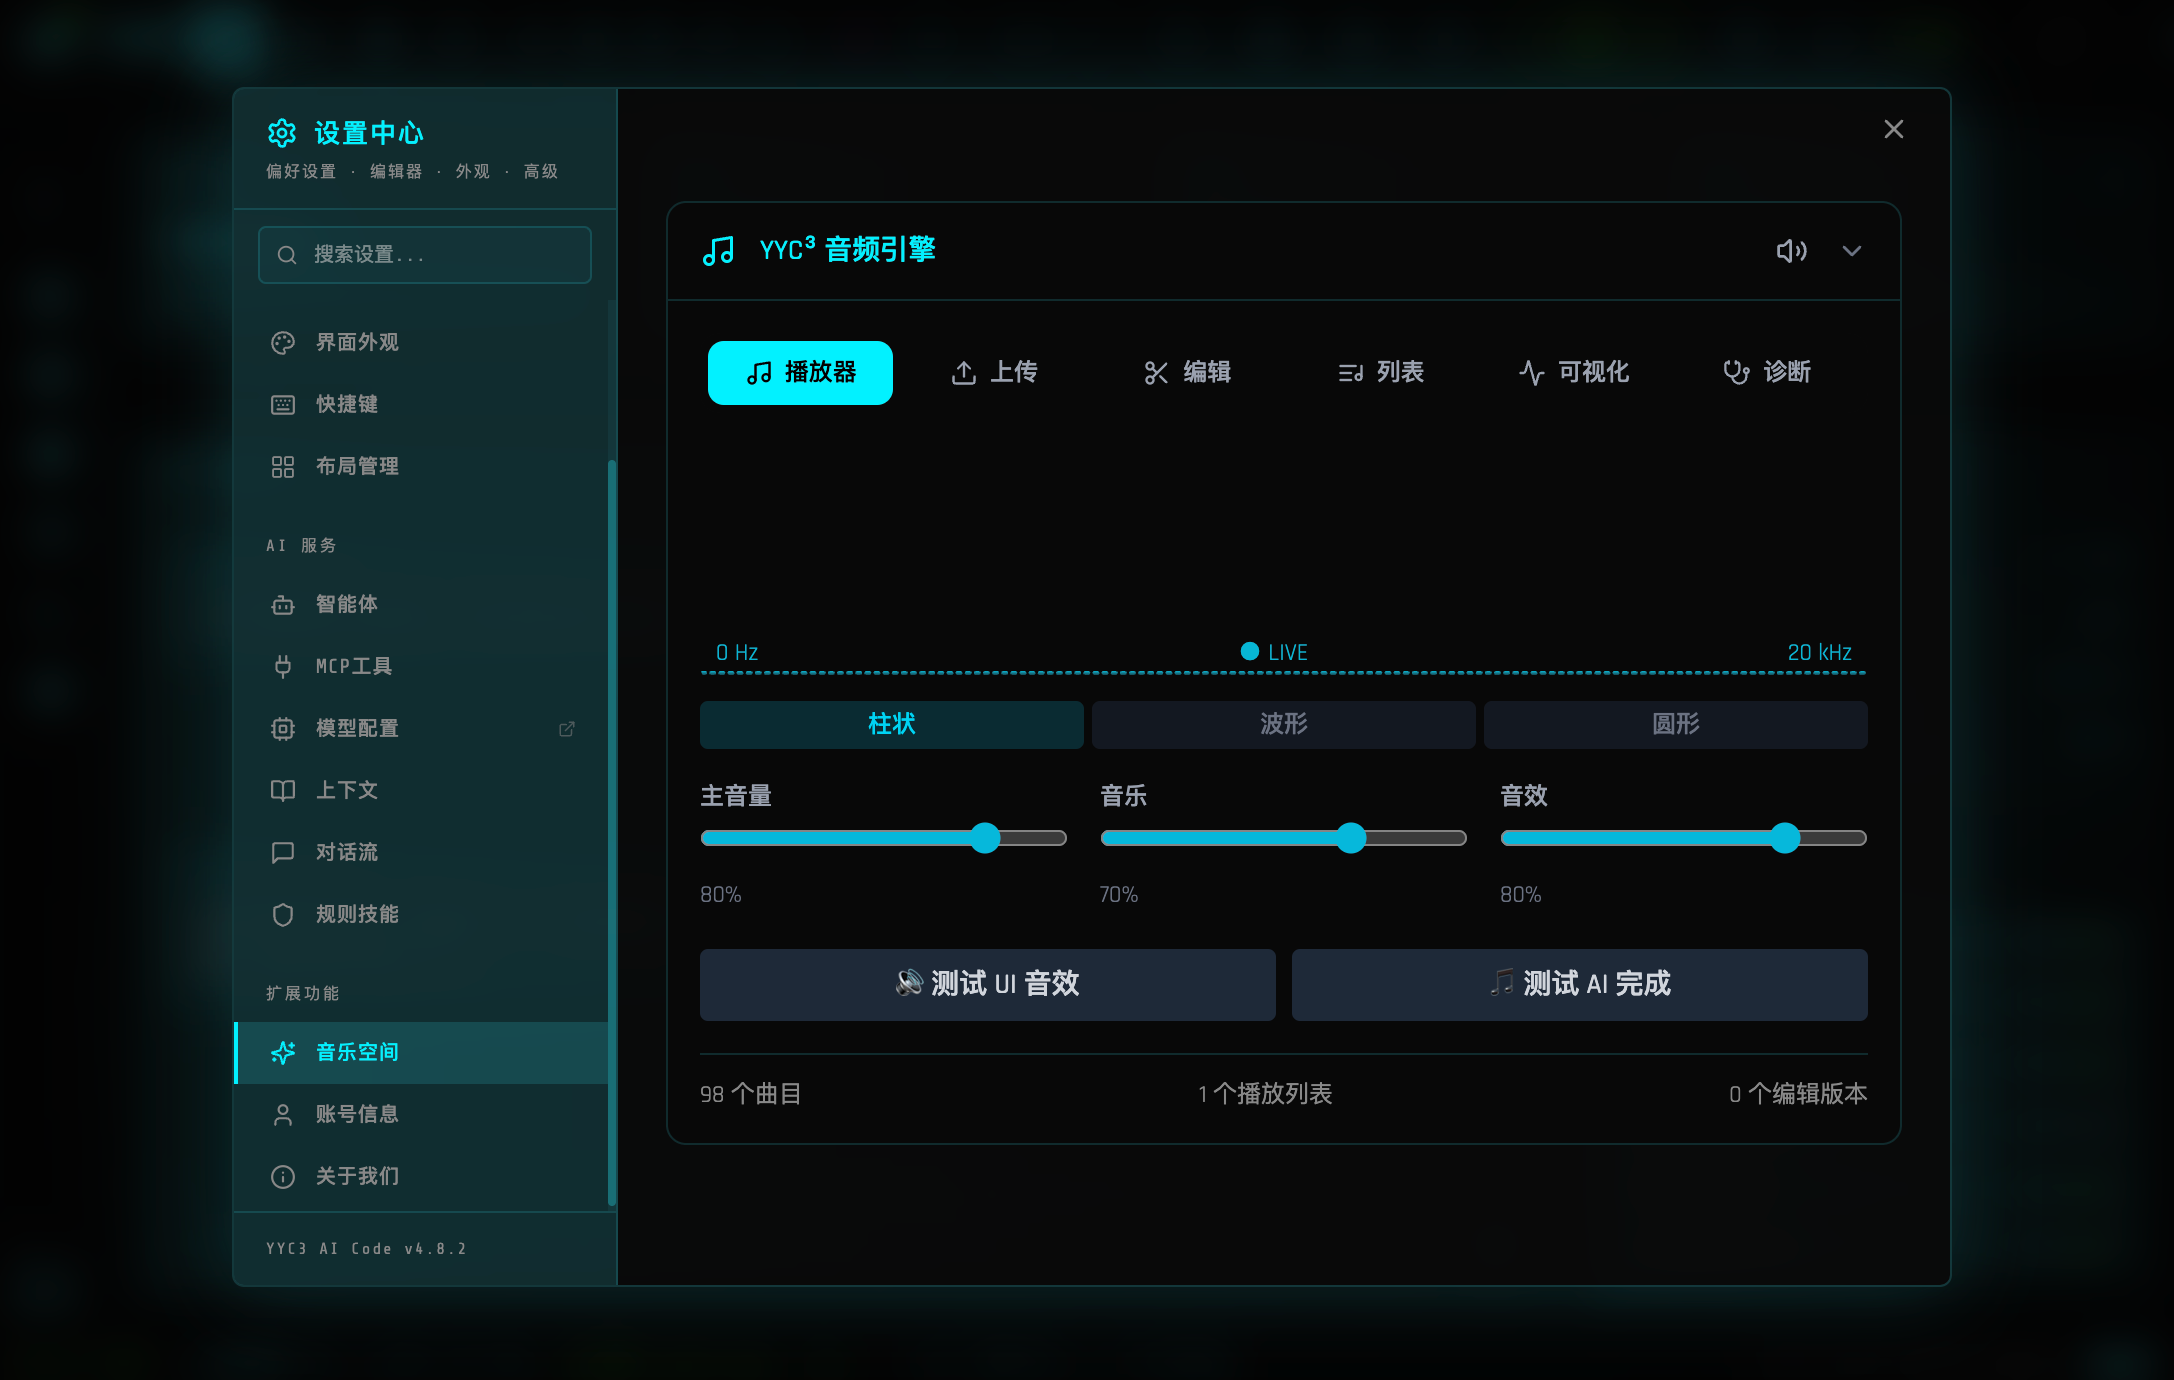 设置中心
偏好设置 · 编辑器 · 外观 · 高级
搜索设置...
界面外观
快捷键
布局管理
AI 服务
智能体
MCP工具
模型配置
上下文
对话流
规则技能
扩展功能
音乐空间
账号信息
关于我们
YYC3 AI Code v4.8.2
YYC³ 音频引擎
播放器 上传 编辑 列表 可视化 诊断
0 Hz LIVE 20 kHz
柱状 波形 圆形
主音量 音乐 音效
80% 70% 80%
测试 UI 音效 测试 AI 完成
98 个曲目 1 个播放列表 0 个编辑版本